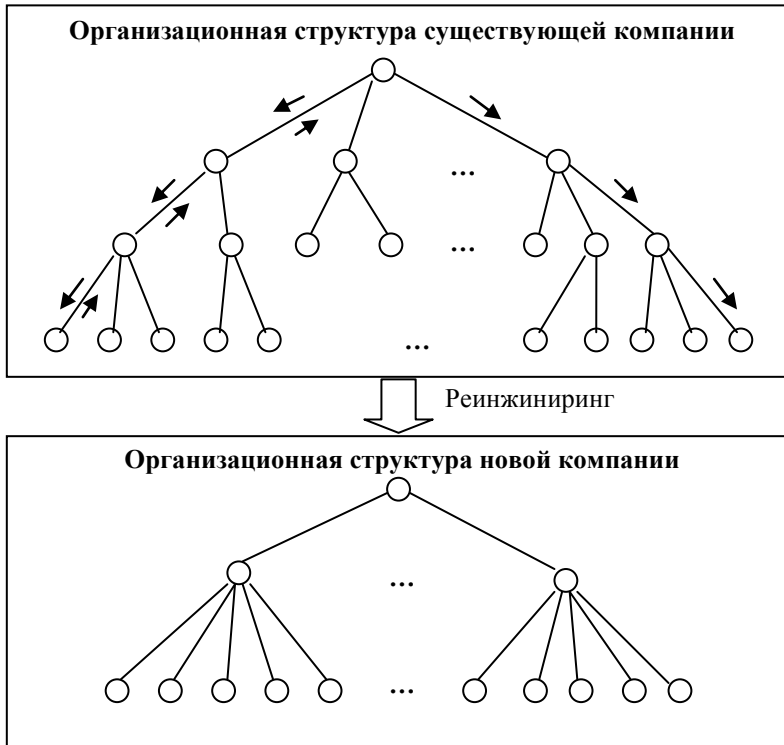 Организационная структура существующей компании
...
...
...
Реинжиниринг
Организационная структура новой компании
...
...